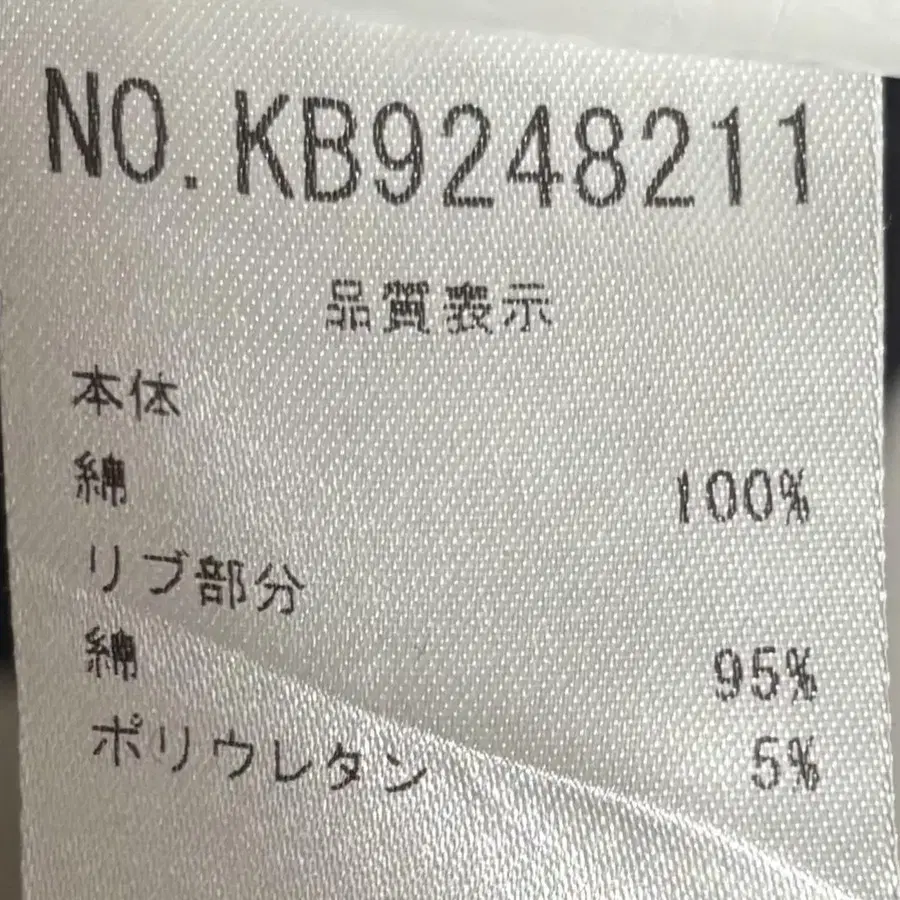 NO.KB9248211
品質表示
本体
綿 100%
リブ部分
綿 95%
ポリウレタン 5%